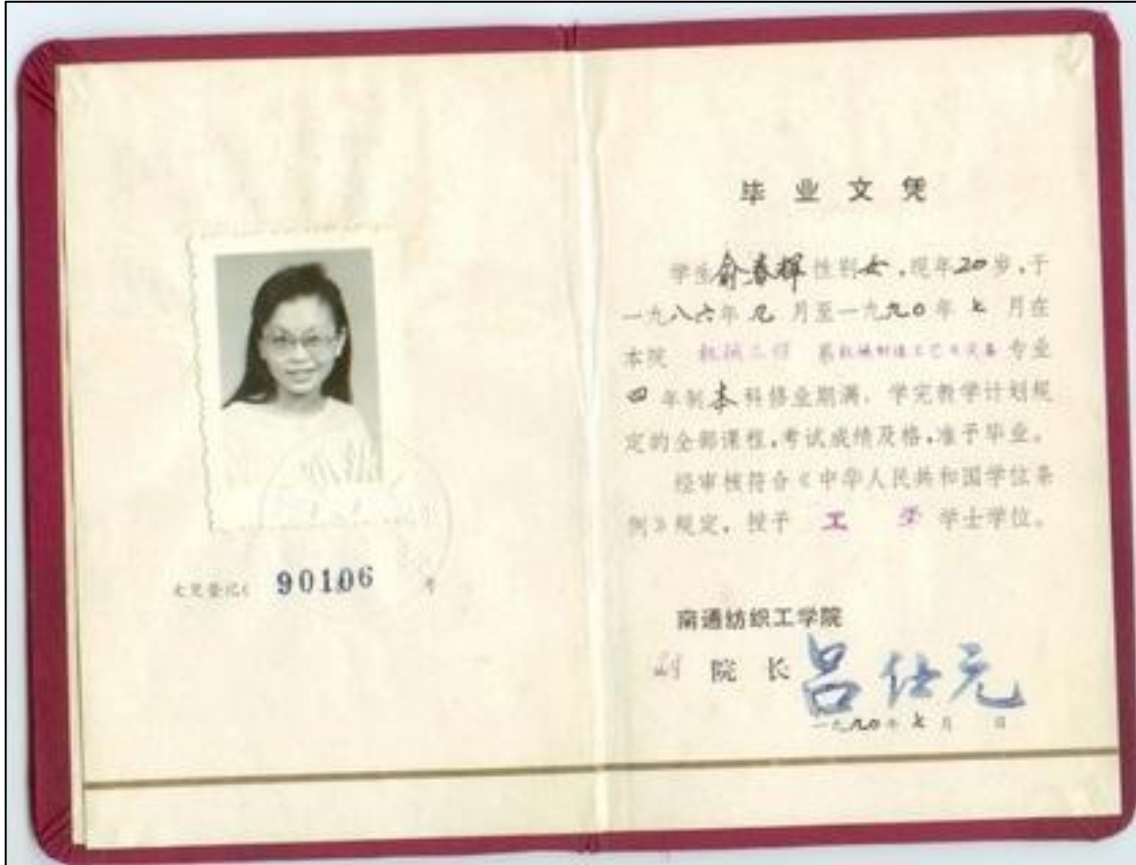 文凭登记 90106 号
毕业文凭
学生俞春辉性别女，现年20岁，于
一九八六年九月至一九九〇年七月在
本院 机械工程 系机械制造工艺及设备专业
四年制本科修业期满，学完教学计划规
定的全部课程，考试成绩及格，准予毕业。
经审核符合《中华人民共和国学位条
例》规定，授予 工 学 学士学位。
南通纺织工学院
副 院 长 吕仕元
一九九〇年七月 日